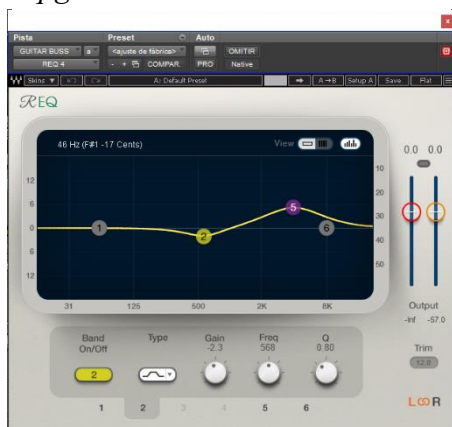 Pista Preset Auto
GUITAR BUSS a <ajuste de fábrica> OMITIR
REQ 4 - + COMPAR. PRO Native
Skins A: Default Preset A→B Setup A Save Flat
REQ
46 Hz (F#1 -17 Cents) View
0.0 0.0
12 6 0 6 12
10 20 30 40 50
1 2 5 6
31 125 500 2K 8K
Output
-Inf -57.0
Band On/Off Type Gain Freq Q
-2.3 568 0.80
2
Trim
12.0
1 2 3 4 5 6
L R